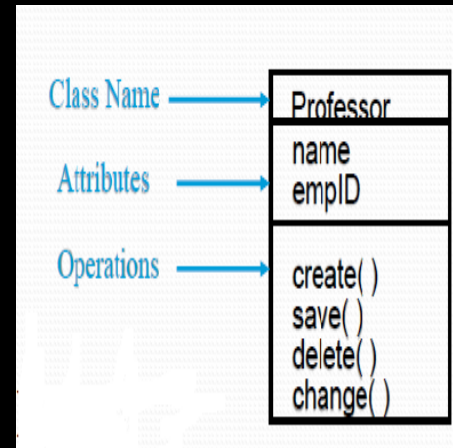 Class Name
Professor
Attributes
name
empID
Operations
create( )
save( )
delete( )
change( )